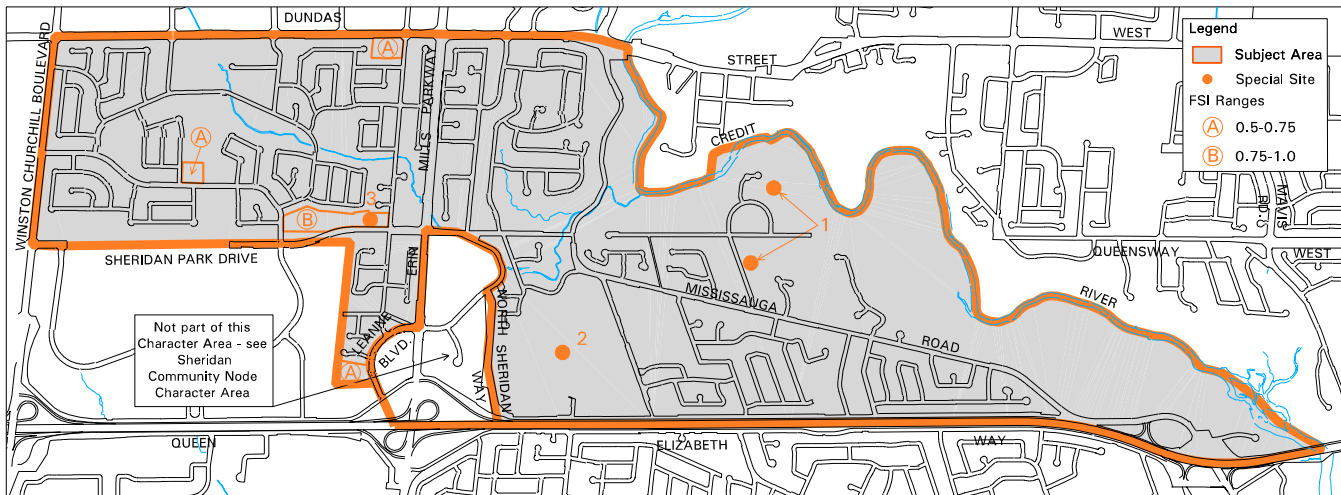 DUNDAS
STREET
WEST
WINSTON CHURCHILL BOULEVARD
MILLS PARKWAY
ERIN
CREDIT
RIVER
A
A
B
3
1
2
A
SHERIDAN PARK DRIVE
LEANNE
BLVD.
NORTH SHERIDAN
WAY
MISSISSAUGA
ROAD
QUEENSWAY
WEST
MAVIS
RD.
QUEEN
ELIZABETH
WAY
Not part of this
Character Area - see
Sheridan
Community Node
Character Area
Legend
Subject Area
Special Site
FSI Ranges
A 0.5-0.75
B 0.75-1.0